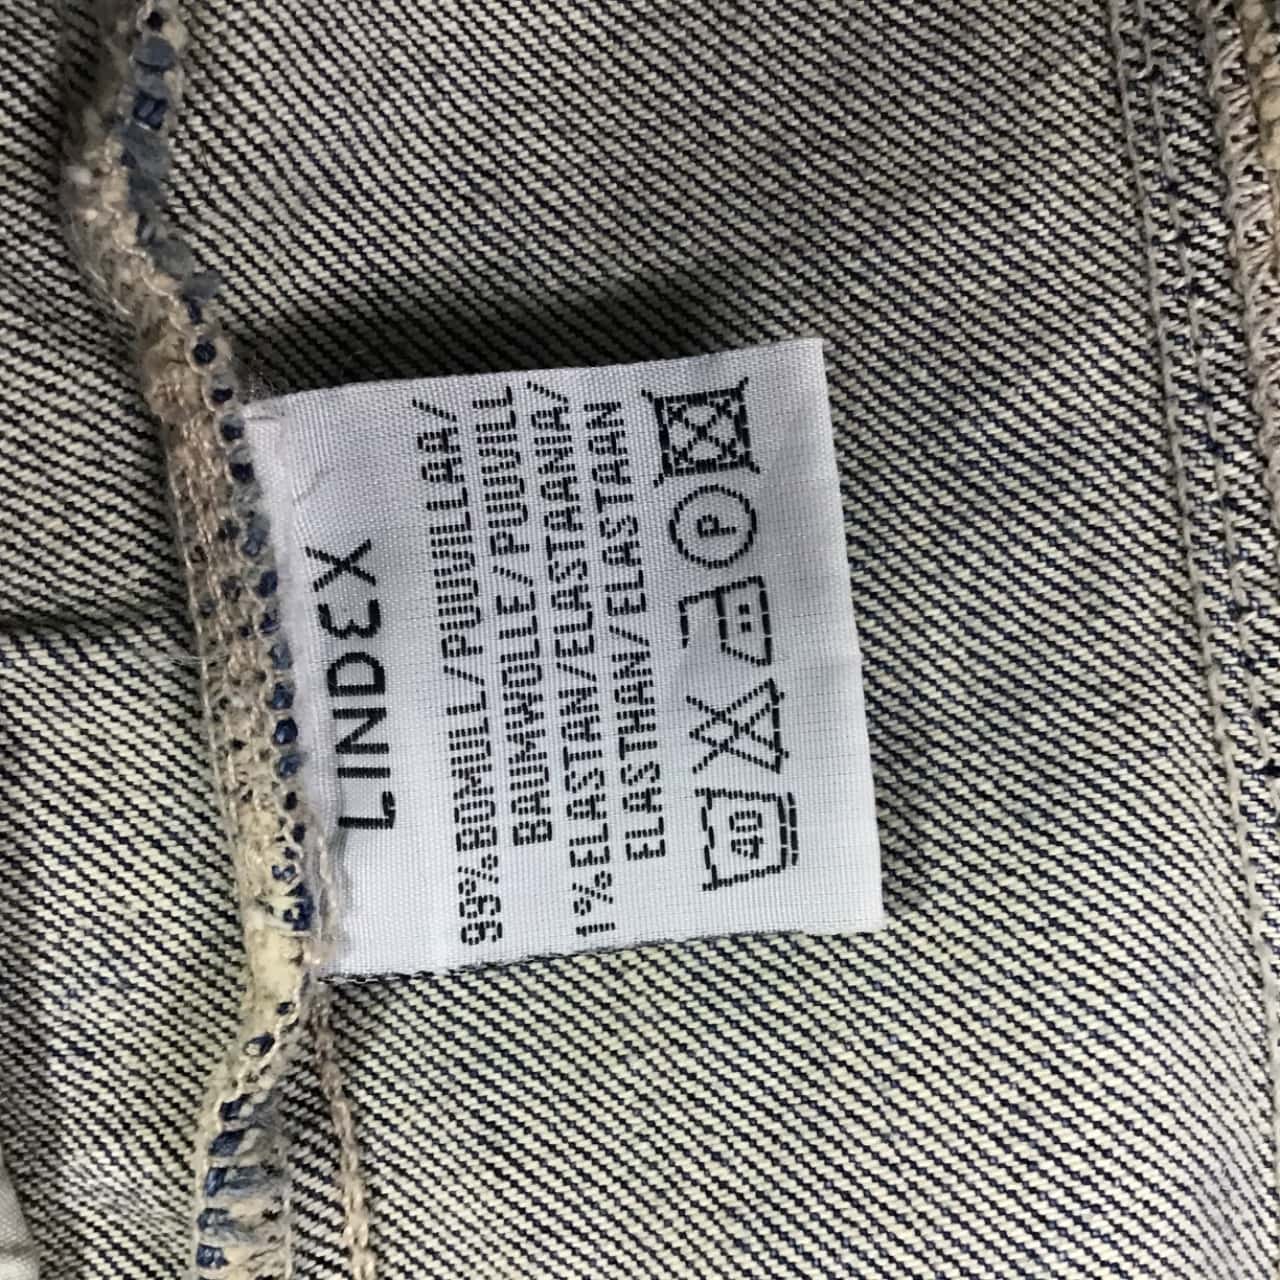 LINDEX
99% BOMULL/PUUVILLAA/
BAUMWOLLE/PUUVILL
1% ELASTAN/ELASTAANIA/
ELASTHAN/ELASTAAN
40
P